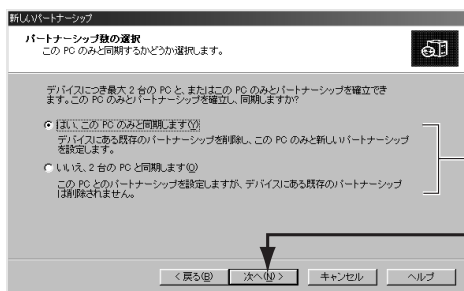 新しいパートナーシップ
パートナーシップ数の選択
この PC のみと同期するかどうか選択します。
デバイスにつき最大 2 台の PC と、またはこの PC のみとパートナーシップを確立でき
ます。この PC のみとパートナーシップを確立し、同期しますか?
はい、この PC のみと同期します(Y)
デバイスにある既存のパートナーシップを削除し、この PC のみと新しいパートナーシップ
を設定します。
いいえ、2 台の PC と同期します(O)
この PC とのパートナーシップを設定しますが、デバイスにある既存のパートナーシップ
は削除されません。
< 戻る(B) 次へ(N) > キャンセル ヘルプ